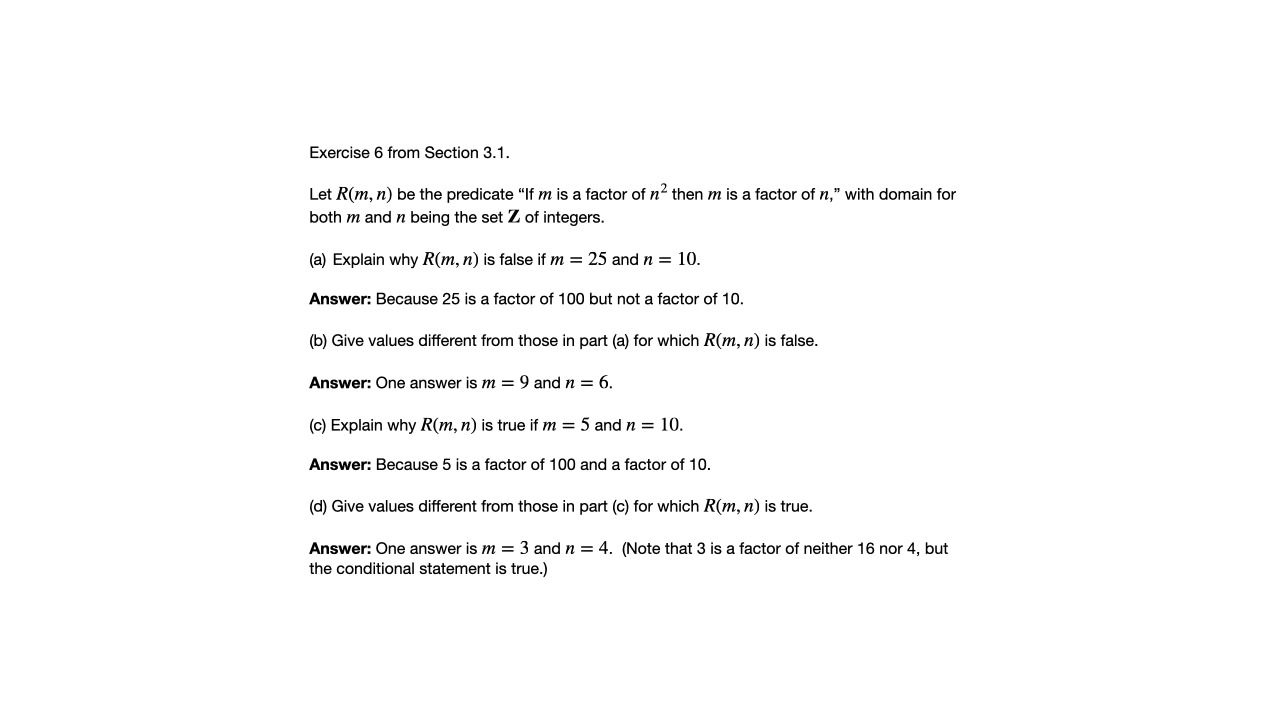 Exercise 6 from Section 3.1.
Let R(m, n) be the predicate “If m is a factor of n² then m is a factor of n,” with domain for
both m and n being the set Z of integers.
(a) Explain why R(m, n) is false if m = 25 and n = 10.
Answer: Because 25 is a factor of 100 but not a factor of 10.
(b) Give values different from those in part (a) for which R(m, n) is false.
Answer: One answer is m = 9 and n = 6.
(c) Explain why R(m, n) is true if m = 5 and n = 10.
Answer: Because 5 is a factor of 100 and a factor of 10.
(d) Give values different from those in part (c) for which R(m, n) is true.
Answer: One answer is m = 3 and n = 4. (Note that 3 is a factor of neither 16 nor 4, but
the conditional statement is true.)